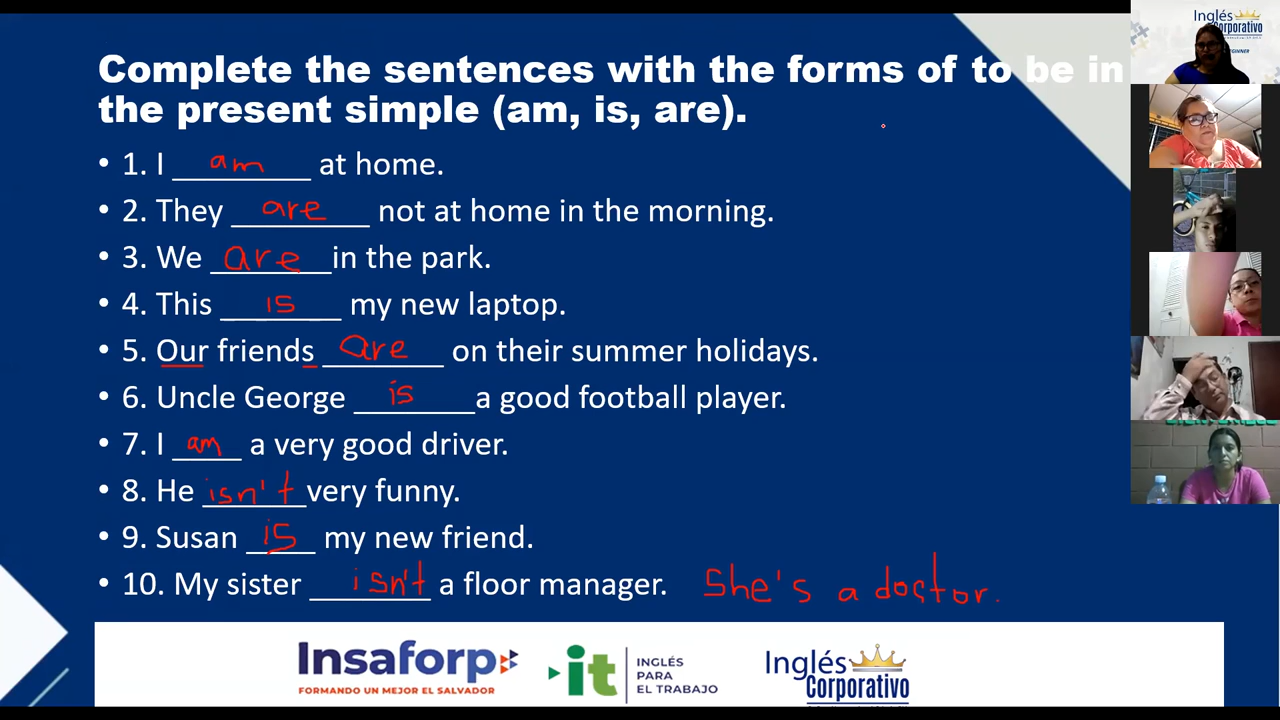 Complete the sentences with the forms of to be in
the present simple (am, is, are).
• 1. I am at home.
• 2. They are not at home in the morning.
• 3. We are in the park.
• 4. This is my new laptop.
• 5. Our friends are on their summer holidays.
• 6. Uncle George is a good football player.
• 7. I am a very good driver.
• 8. He isn't very funny.
• 9. Susan is my new friend.
• 10. My sister isn't a floor manager. She's a doctor.
Insaforp
FORMANDO UN MEJOR EL SALVADOR
it
INGLÉS
PARA
EL TRABAJO
Inglés
Corporativo
Inglés
Corporativo